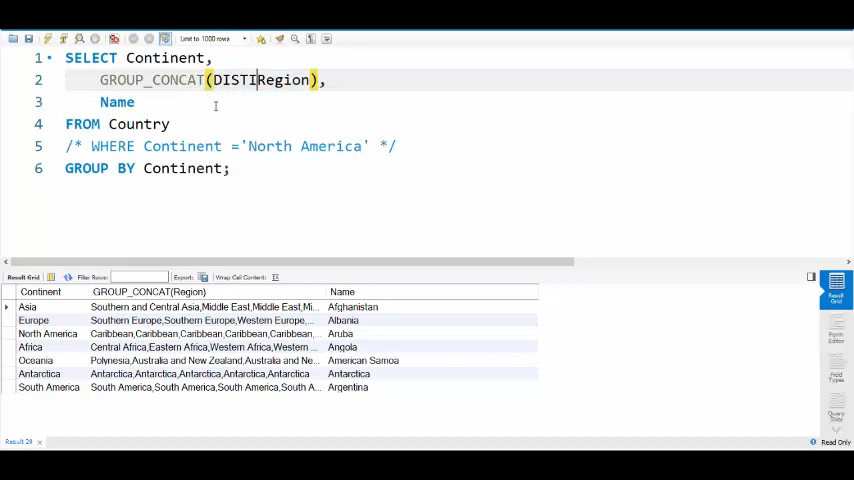 Limit to 1000 rows
1 SELECT Continent,
2 GROUP_CONCAT(DISTIRegion),
3 Name
4 FROM Country
5 /* WHERE Continent ='North America' */
6 GROUP BY Continent;
Result Grid Filter Rows: Export: Wrap Cell Content:
Continent GROUP_CONCAT(Region) Name
Asia Southern and Central Asia,Middle East,Middle East,Mi... Afghanistan
Europe Southern Europe,Southern Europe,Western Europe,... Albania
North America Caribbean,Caribbean,Caribbean,Caribbean,Caribbean,... Aruba
Africa Central Africa,Eastern Africa,Western Africa,Western ... Angola
Oceania Polynesia,Australia and New Zealand,Australia and Ne... American Samoa
Antarctica Antarctica,Antarctica,Antarctica,Antarctica,Antarctica Antarctica
South America South America,South America,South America,South A... Argentina
Result Grid
Form Editor
Field Types
Query Stats
Result 29
Read Only